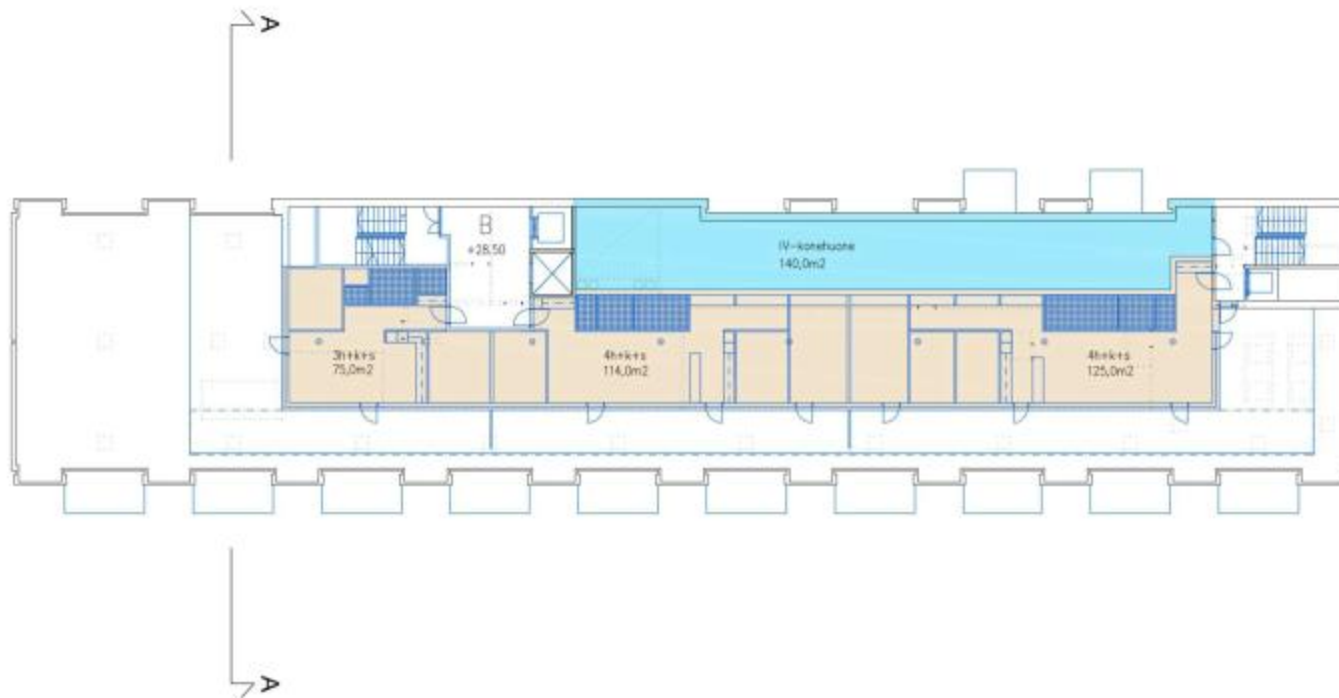 A
B
+28,50
IV-konehuone
140,0m2
3h+k+s
75,0m2
4h+k+s
114,0m2
4h+k+s
125,0m2
A